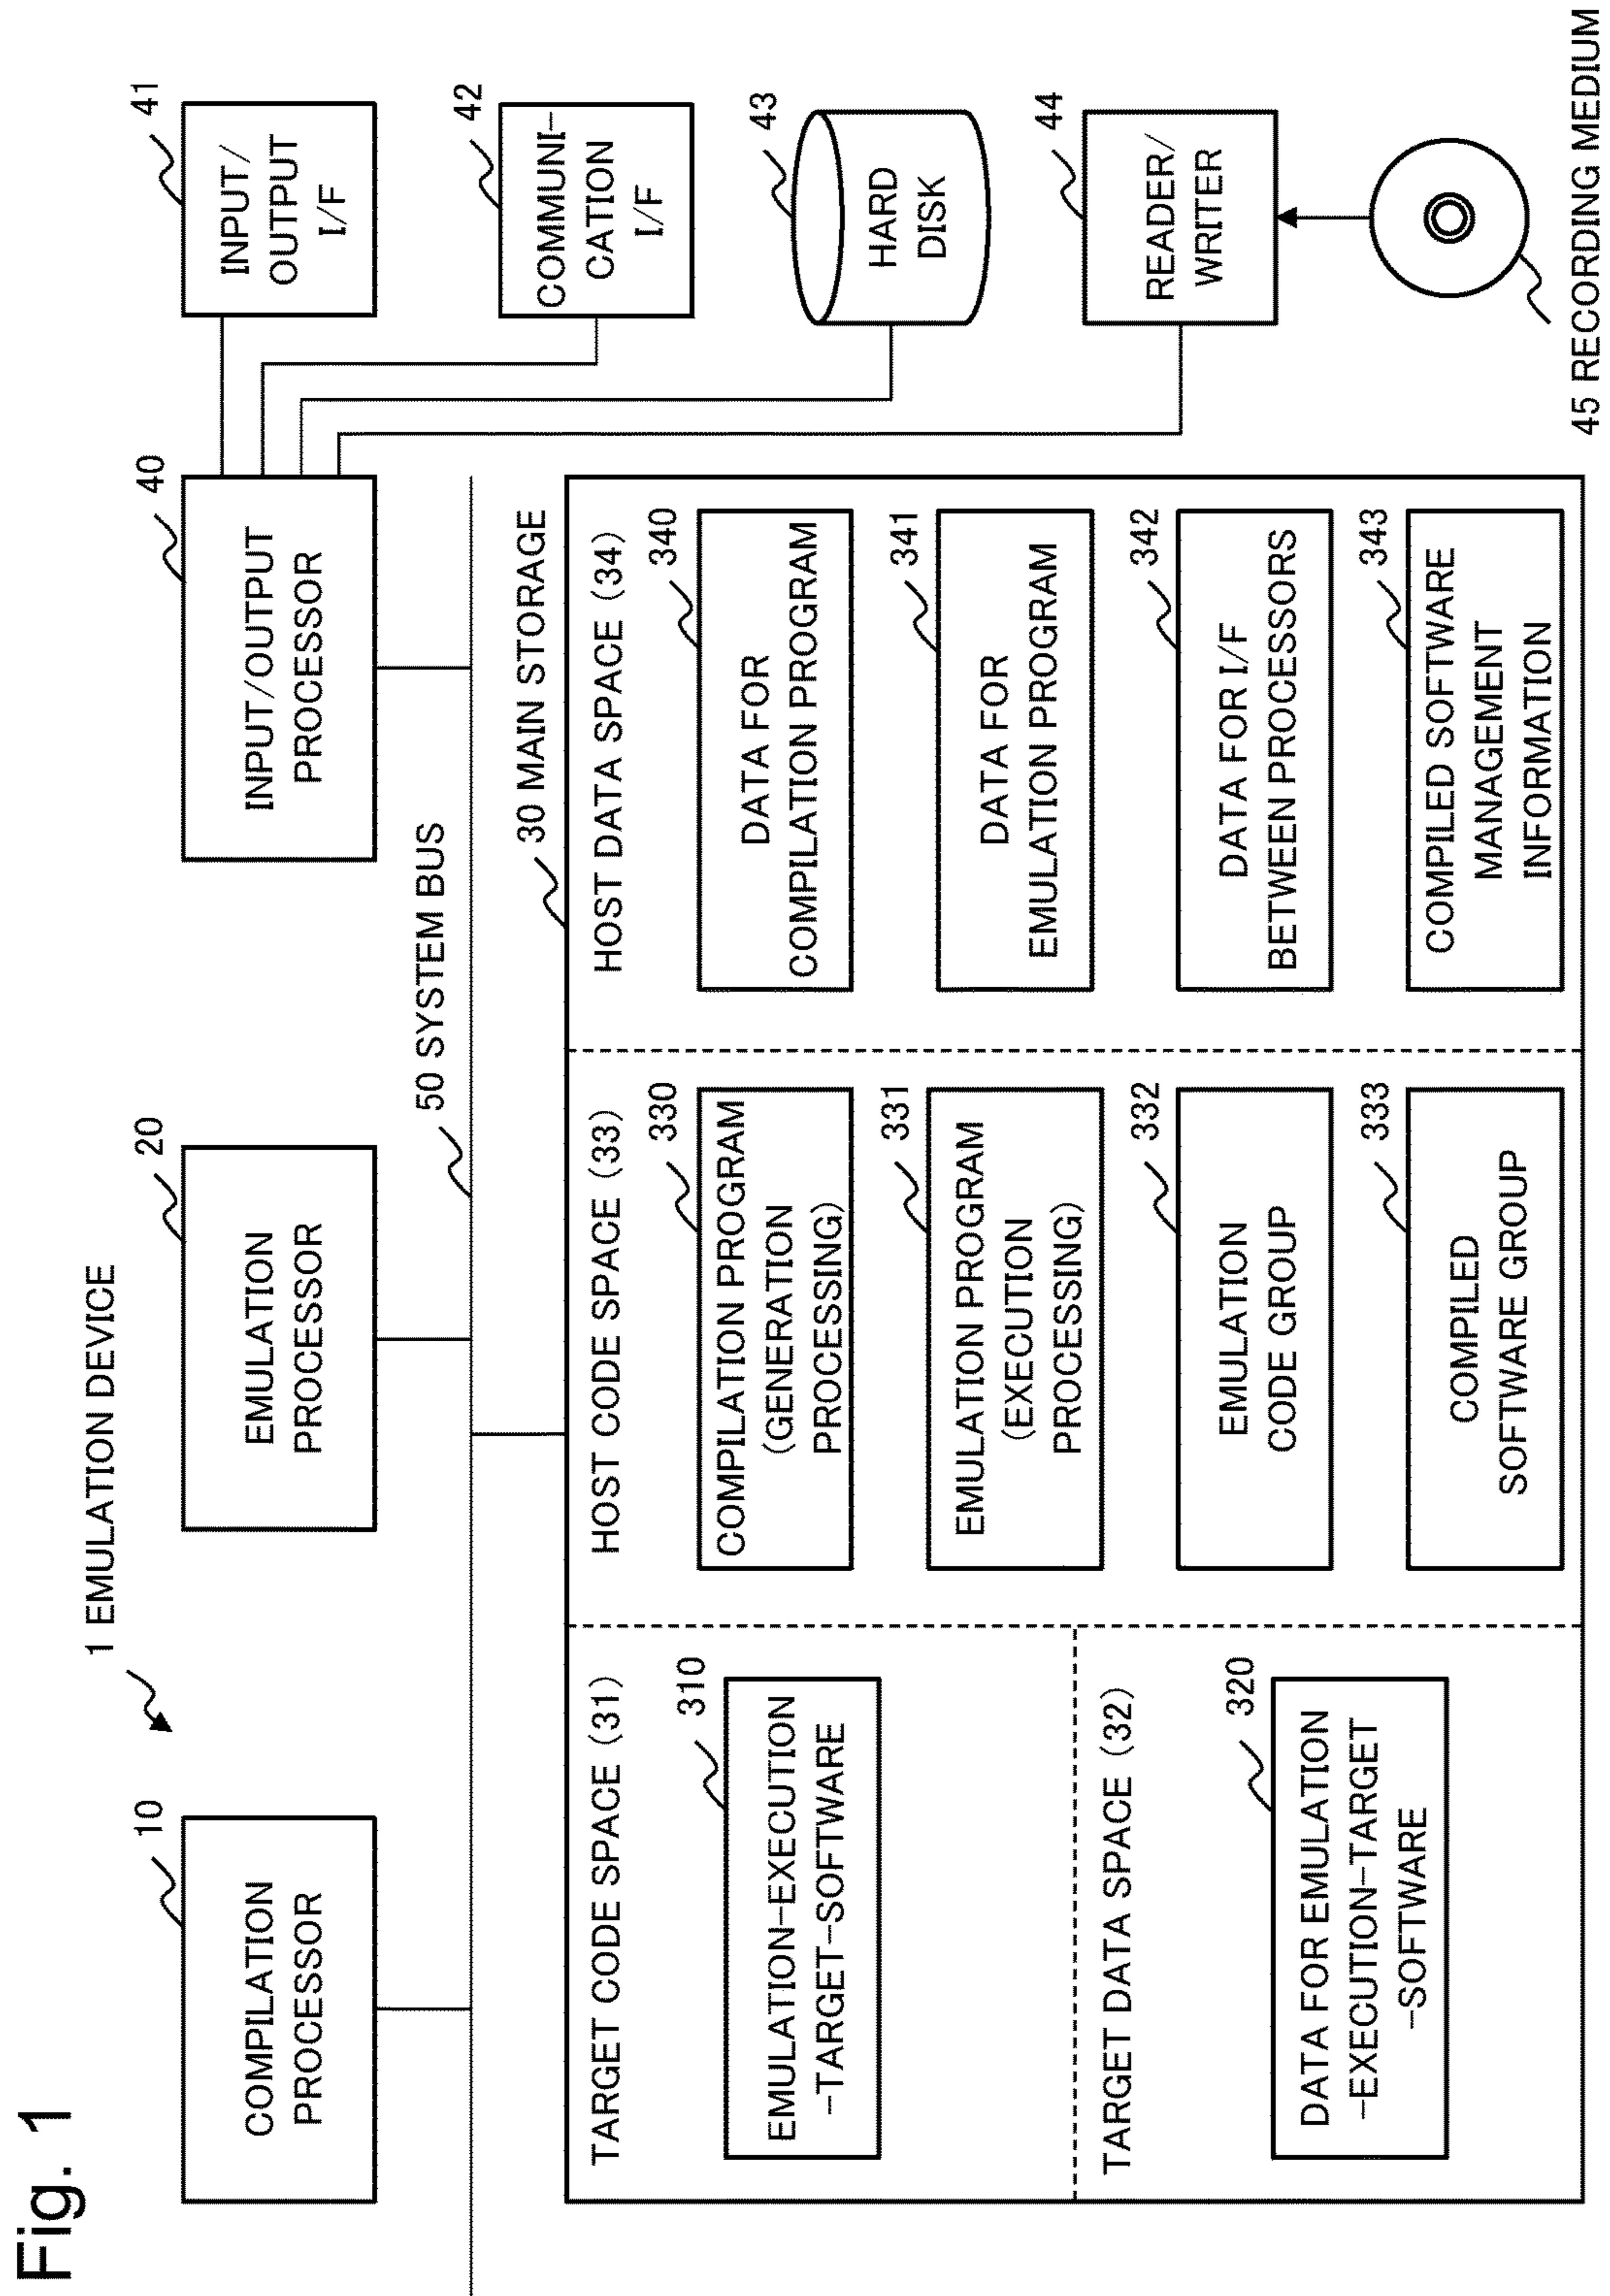 Fig. 1
1 EMULATION DEVICE
10
COMPILATION
PROCESSOR
20
EMULATION
PROCESSOR
40
INPUT/OUTPUT
PROCESSOR
41
INPUT/
OUTPUT
I/F
42
COMMUNI-
CATION
I/F
43
HARD
DISK
44
READER/
WRITER
45 RECORDING MEDIUM
50 SYSTEM BUS
30 MAIN STORAGE
TARGET CODE SPACE (31)
310
EMULATION-EXECUTION
-TARGET-SOFTWARE
TARGET DATA SPACE (32)
320
DATA FOR EMULATION
-EXECUTION-TARGET
-SOFTWARE
HOST CODE SPACE (33)
330
COMPILATION PROGRAM
(GENERATION
PROCESSING)
331
EMULATION PROGRAM
(EXECUTION
PROCESSING)
332
EMULATION
CODE GROUP
333
COMPILED
SOFTWARE GROUP
HOST DATA SPACE (34)
340
DATA FOR
COMPILATION PROGRAM
341
DATA FOR
EMULATION PROGRAM
342
DATA FOR I/F
BETWEEN PROCESSORS
343
COMPILED SOFTWARE
MANAGEMENT
INFORMATION